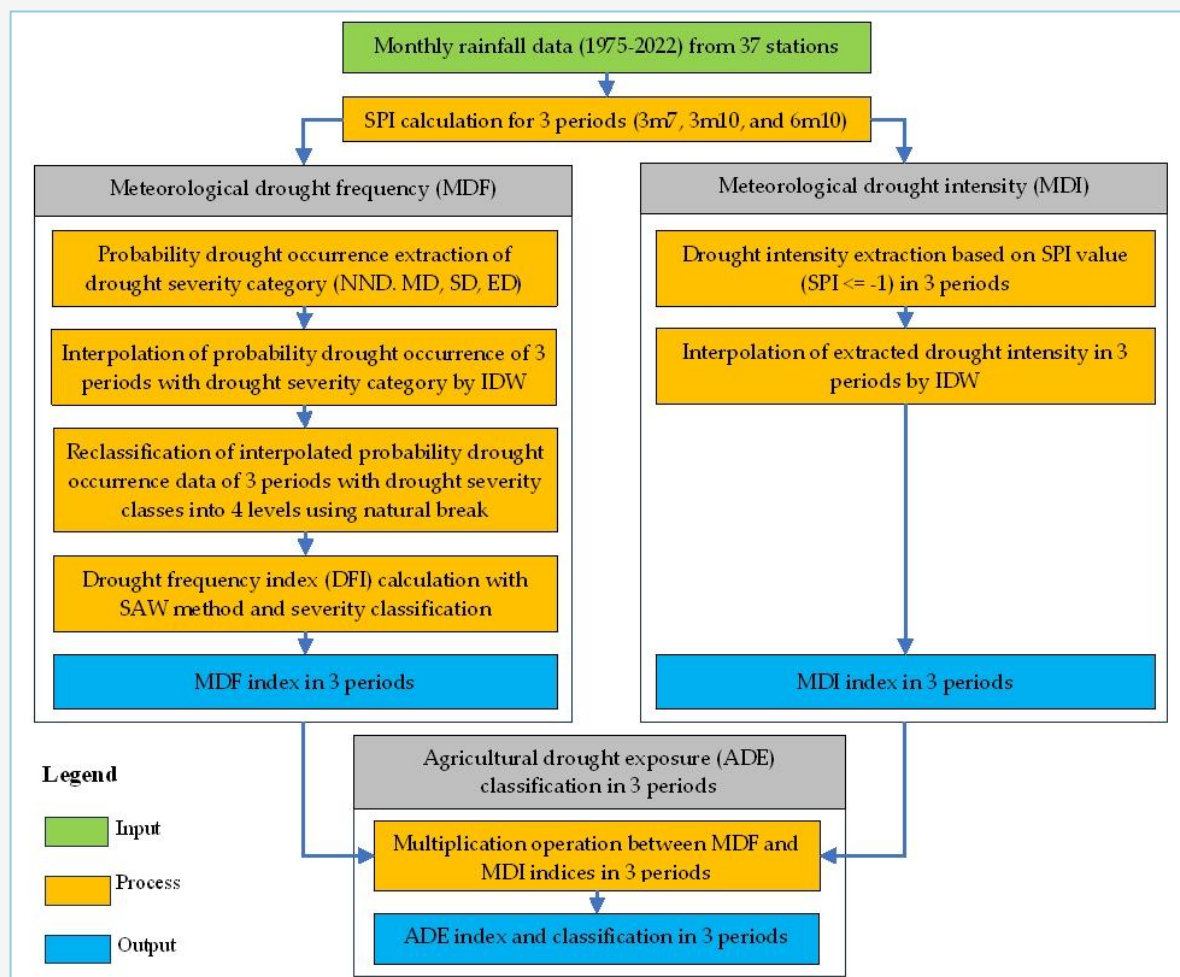 Monthly rainfall data (1975-2022) from 37 stations
SPI calculation for 3 periods (3m7, 3m10, and 6m10)
Meteorological drought frequency (MDF)
Probability drought occurrence extraction of
drought severity category (NND. MD, SD, ED)
Interpolation of probability drought occurrence of 3
periods with drought severity category by IDW
Reclassification of interpolated probability drought
occurrence data of 3 periods with drought severity
classes into 4 levels using natural break
Drought frequency index (DFI) calculation with
SAW method and severity classification
MDF index in 3 periods
Meteorological drought intensity (MDI)
Drought intensity extraction based on SPI value
(SPI <= -1) in 3 periods
Interpolation of extracted drought intensity in 3
periods by IDW
MDI index in 3 periods
Agricultural drought exposure (ADE)
classification in 3 periods
Multiplication operation between MDF and
MDI indices in 3 periods
ADE index and classification in 3 periods
Legend
Input
Process
Output